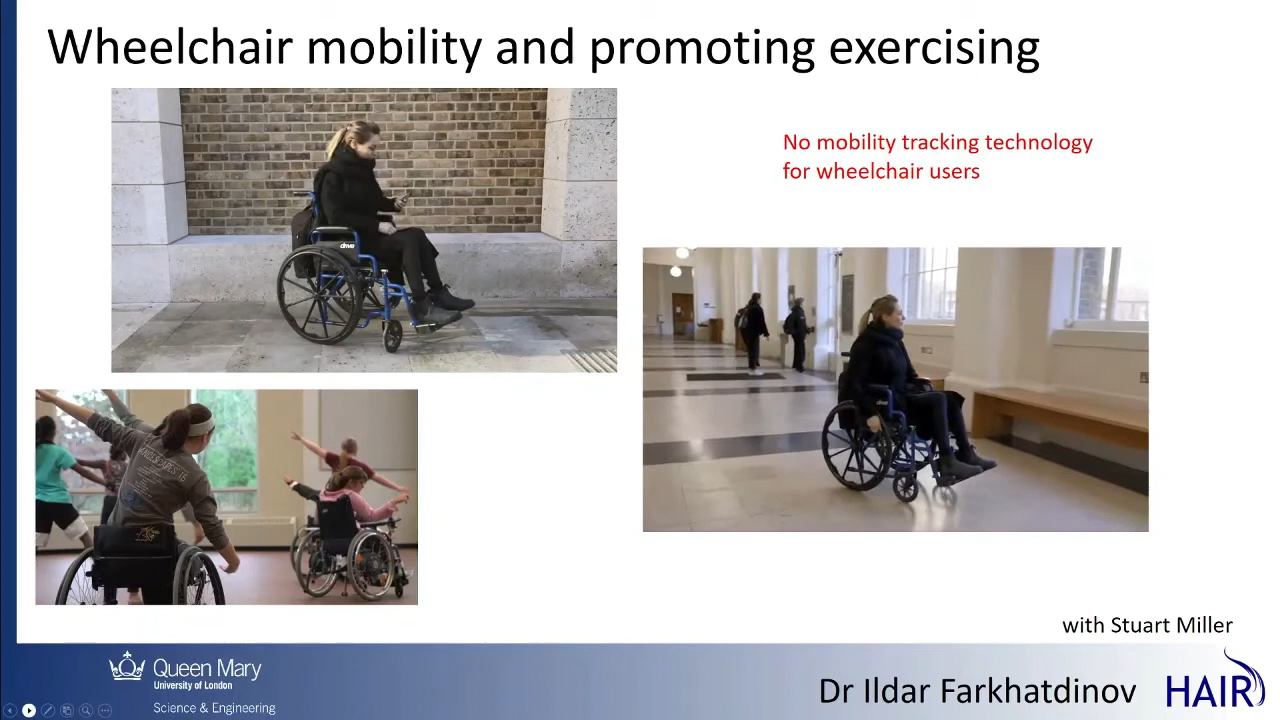 Wheelchair mobility and promoting exercising
No mobility tracking technology
for wheelchair users
drive
with Stuart Miller
Queen Mary
University of London
Science & Engineering
Dr Ildar Farkhatdinov
HAIR